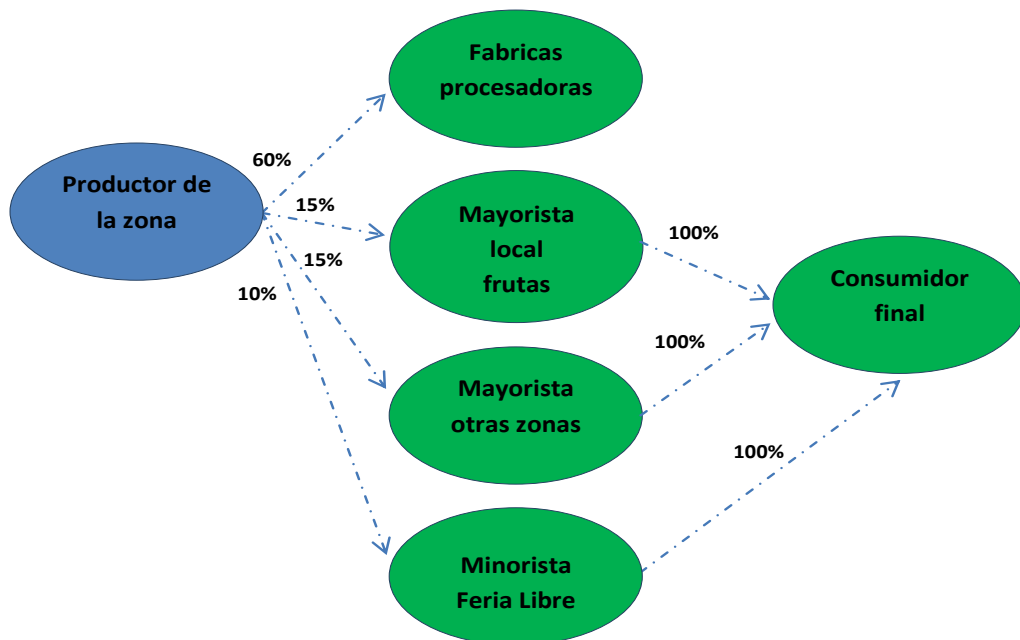 Fabricas
procesadoras
60%
Productor de
la zona
15%
Mayorista
local
frutas
100%
15%
10%
Consumidor
final
100%
Mayorista
otras zonas
100%
Minorista
Feria Libre